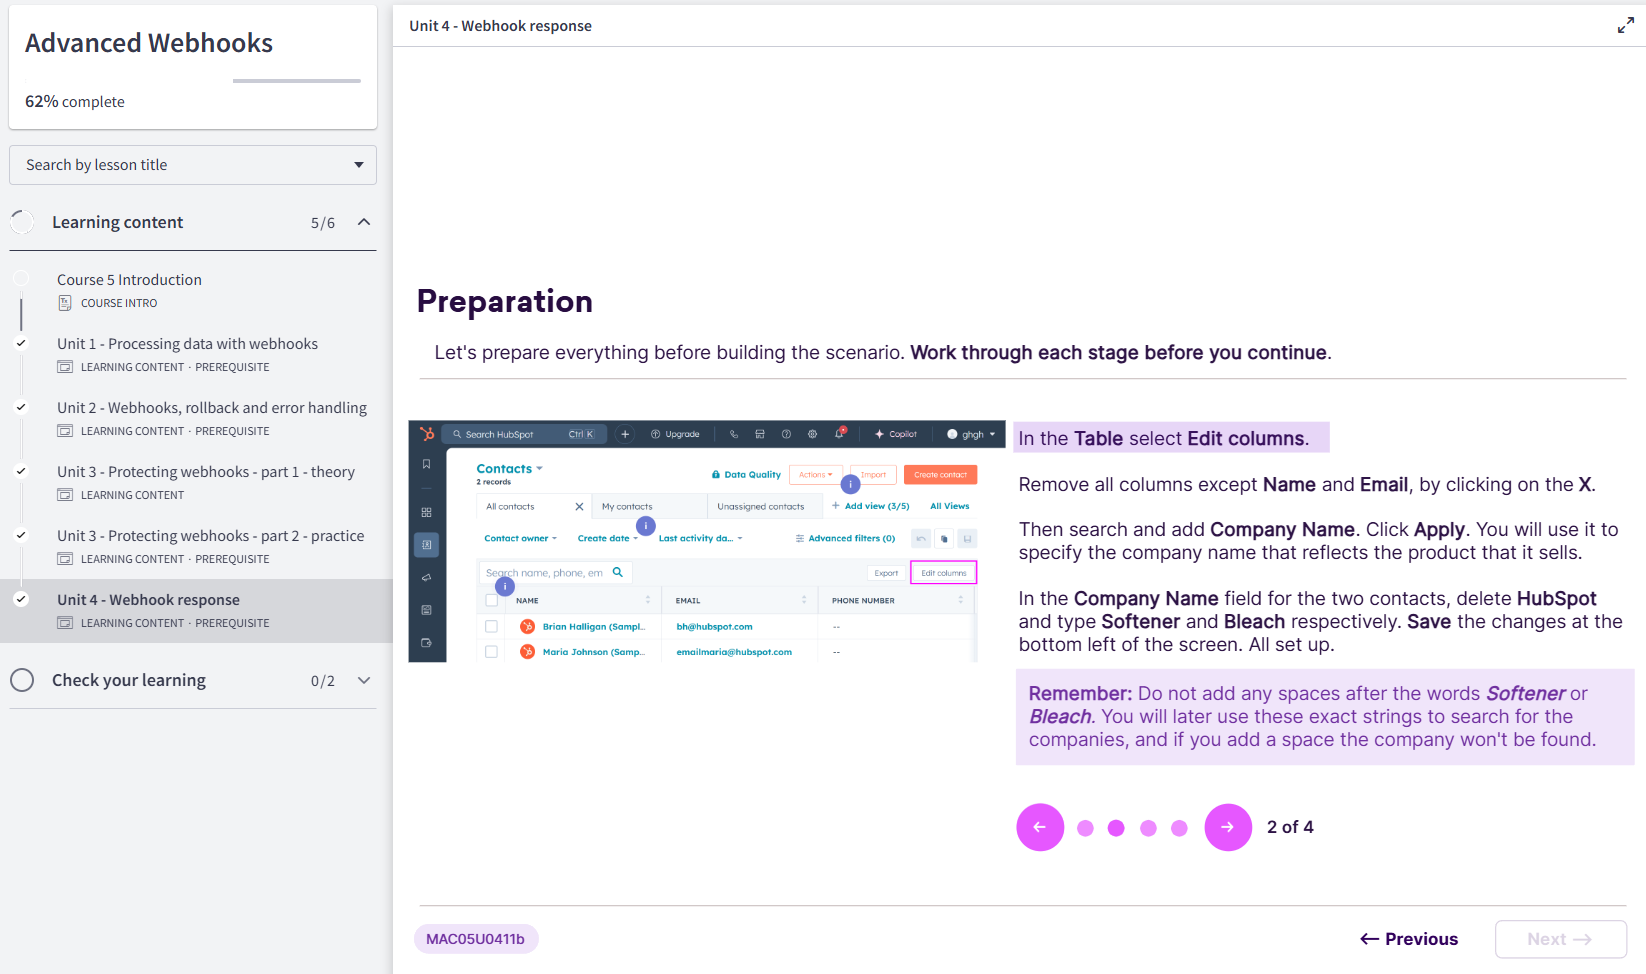 Advanced Webhooks
62% complete
Search by lesson title
Learning content 5/6
Course 5 Introduction
COURSE INTRO
Unit 1 - Processing data with webhooks
LEARNING CONTENT · PREREQUISITE
Unit 2 - Webhooks, rollback and error handling
LEARNING CONTENT · PREREQUISITE
Unit 3 - Protecting webhooks - part 1 - theory
LEARNING CONTENT
Unit 3 - Protecting webhooks - part 2 - practice
LEARNING CONTENT · PREREQUISITE
Unit 4 - Webhook response
LEARNING CONTENT · PREREQUISITE
Check your learning 0/2
Unit 4 - Webhook response
Preparation
Let's prepare everything before building the scenario. Work through each stage before you continue.
Search HubSpot Ctrl K + Upgrade Copilot ghgh
Contacts
2 records
Data Quality Actions Import Create contact
All contacts My contacts Unassigned contacts + Add view (3/5) All Views
Contact owner Create date Last activity da... Advanced filters (0)
Search name, phone, em Export Edit columns
NAME EMAIL PHONE NUMBER
Brian Halligan (Sampl... bh@hubspot.com --
Maria Johnson (Samp... emailmaria@hubspot.com --
In the Table select Edit columns.
Remove all columns except Name and Email, by clicking on the X.
Then search and add Company Name. Click Apply. You will use it to
specify the company name that reflects the product that it sells.
In the Company Name field for the two contacts, delete HubSpot
and type Softener and Bleach respectively. Save the changes at the
bottom left of the screen. All set up.
Remember: Do not add any spaces after the words Softener or
Bleach. You will later use these exact strings to search for the
companies, and if you add a space the company won't be found.
2 of 4
MAC05U0411b
← Previous
Next →